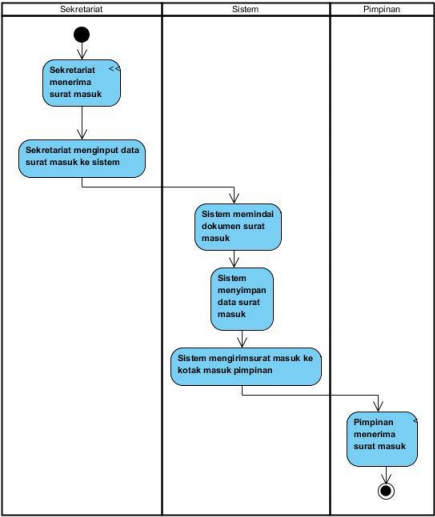 Sekretariat
Sistem
Pimpinan
Sekretariat <<
menerima
surat masuk
Sekretariat menginput data
surat masuk ke sistem
Sistem memindai
dokumen surat
masuk
Sistem
menyimpan
data surat
masuk
Sistem mengirimsurat masuk ke
kotak masuk pimpinan
Pimpinan <
menerima
surat masuk